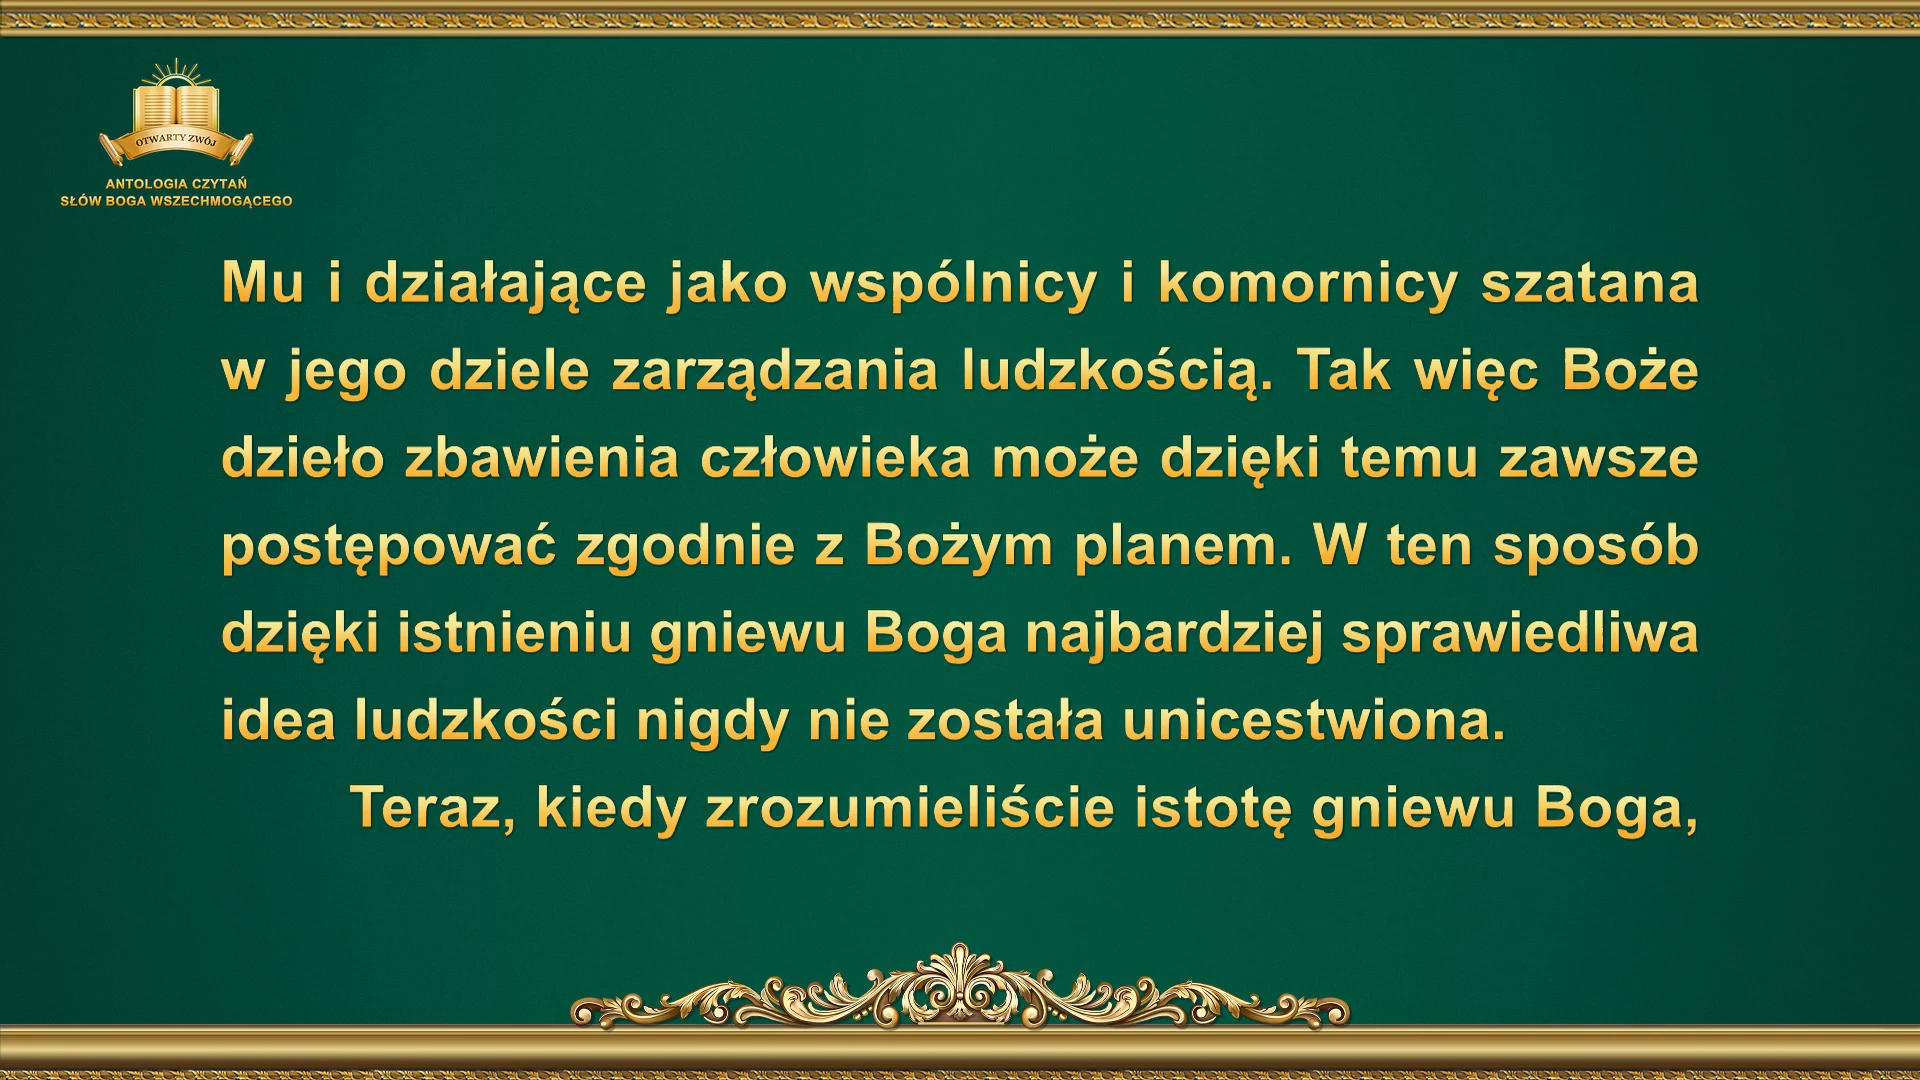 OTWARTY ZWÓJ
ANTOLOGIA CZYTAŃ
SŁÓW BOGA WSZECHMOGĄCEGO
Mu i działające jako wspólnicy i komornicy szatana
w jego dziele zarządzania ludzkością. Tak więc Boże
dzieło zbawienia człowieka może dzięki temu zawsze
postępować zgodnie z Bożym planem. W ten sposób
dzięki istnieniu gniewu Boga najbardziej sprawiedliwa
idea ludzkości nigdy nie została unicestwiona.
Teraz, kiedy zrozumieliście istotę gniewu Boga,